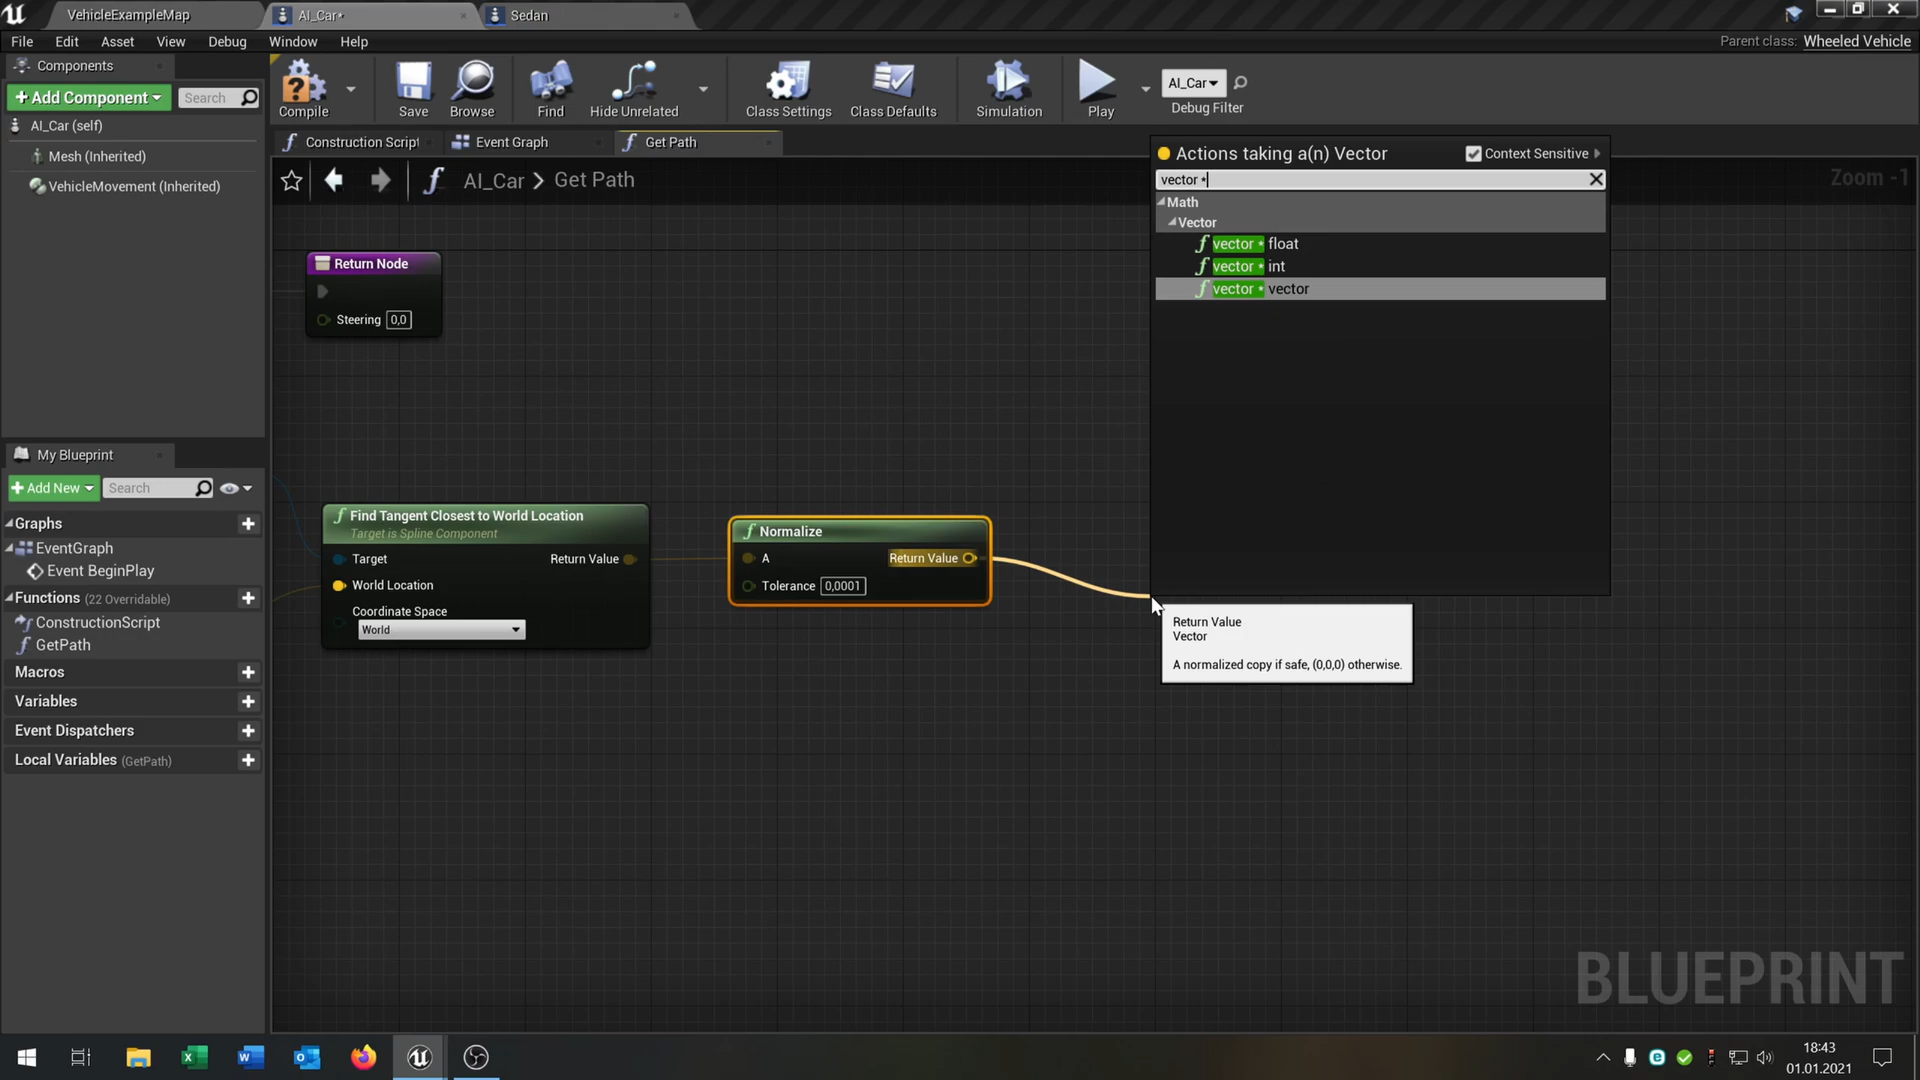 VehicleExampleMap
AI_Car*
Sedan
File Edit Asset View Debug Window Help
Parent class: Wheeled Vehicle
Components
+ Add Component
Search
AI_Car (self)
Mesh (Inherited)
VehicleMovement (Inherited)
Compile
Save
Browse
Find
Hide Unrelated
Class Settings
Class Defaults
Simulation
Play
AI_Car
Debug Filter
Construction Script
Event Graph
Get Path
AI_Car > Get Path
Zoom -1
Actions taking a(n) Vector
Context Sensitive
vector *
Math
Vector
vector * float
vector * int
vector * vector
Return Node
Steering 0,0
Find Tangent Closest to World Location
Target is Spline Component
Target
Return Value
World Location
Coordinate Space
World
Normalize
A
Return Value
Tolerance 0,0001
Return Value
Vector
A normalized copy if safe, (0,0,0) otherwise.
My Blueprint
+ Add New
Search
Graphs
EventGraph
Event BeginPlay
Functions (22 Overridable)
ConstructionScript
GetPath
Macros
Variables
Event Dispatchers
Local Variables (GetPath)
BLUEPRINT
18:43
01.01.2021